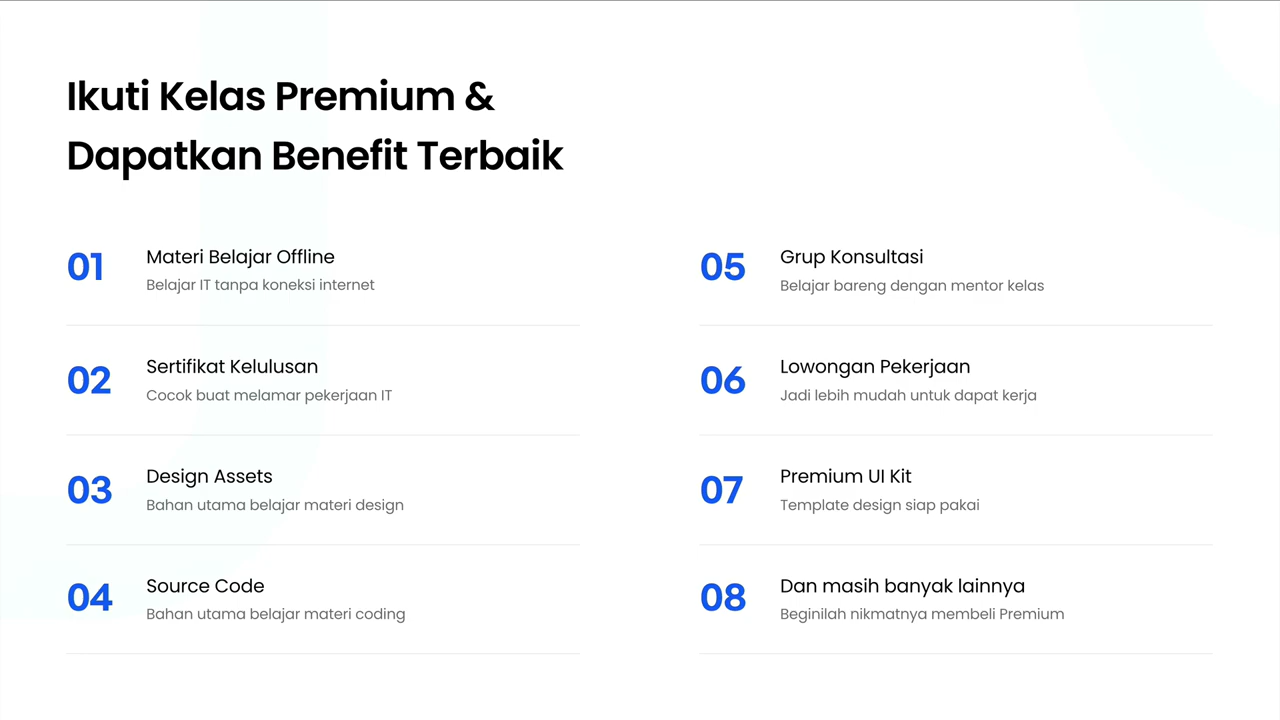 Ikuti Kelas Premium &
Dapatkan Benefit Terbaik
01
Materi Belajar Offline
Belajar IT tanpa koneksi internet
02
Sertifikat Kelulusan
Cocok buat melamar pekerjaan IT
03
Design Assets
Bahan utama belajar materi design
04
Source Code
Bahan utama belajar materi coding
05
Grup Konsultasi
Belajar bareng dengan mentor kelas
06
Lowongan Pekerjaan
Jadi lebih mudah untuk dapat kerja
07
Premium UI Kit
Template design siap pakai
08
Dan masih banyak lainnya
Beginilah nikmatnya membeli Premium